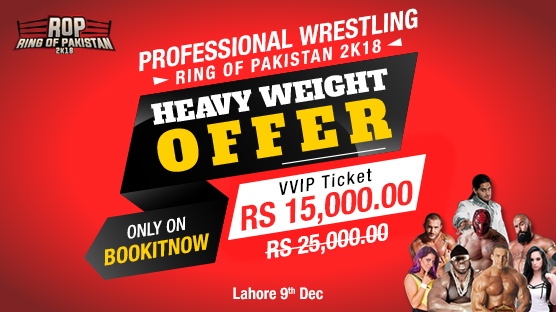 ROP
RING OF PAKISTAN
2K18
PROFESSIONAL WRESTLING
RING OF PAKISTAN 2K18
HEAVY WEIGHT
OFFER
VVIP Ticket
RS 15,000.00
RS 25,000.00
ONLY ON
BOOKITNOW
Lahore 9th Dec